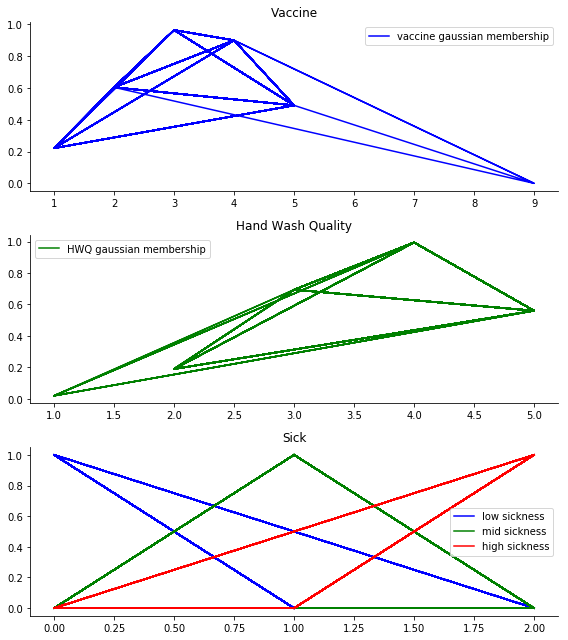 Vaccine
1.0
vaccine gaussian membership
0.8
0.6
0.4
0.2
0.0
1 2 3 4 5 6 7 8 9
Hand Wash Quality
1.0
HWQ gaussian membership
0.8
0.6
0.4
0.2
0.0
1.0 1.5 2.0 2.5 3.0 3.5 4.0 4.5 5.0
Sick
1.0
0.8
0.6
low sickness
mid sickness
high sickness
0.4
0.2
0.0
0.00 0.25 0.50 0.75 1.00 1.25 1.50 1.75 2.00